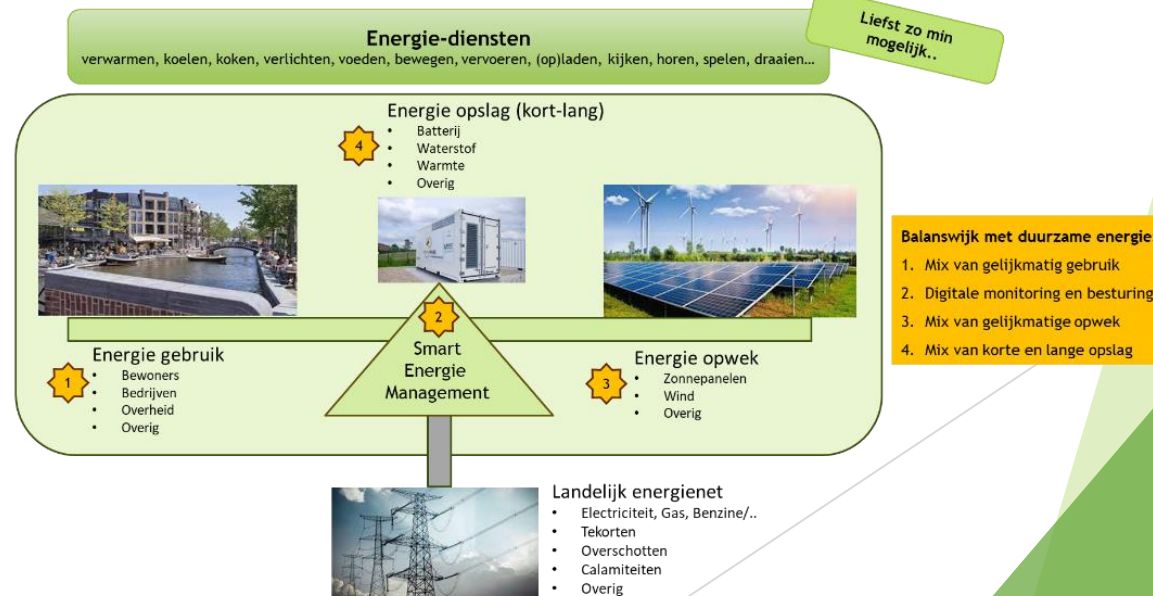 Energie-diensten
verwarmen, koelen, koken, verlichten, voeden, bewegen, vervoeren, (op)laden, kijken, horen, spelen, draaien…
Liefst zo min
mogelijk..
Energie opslag (kort-lang)
4
• Batterij
• Waterstof
• Warmte
• Overig
2
Smart
Energie
Management
Energie gebruik
1
• Bewoners
• Bedrijven
• Overheid
• Overig
Energie opwek
3
• Zonnepanelen
• Wind
• Overig
Balanswijk met duurzame energie:
1. Mix van gelijkmatig gebruik
2. Digitale monitoring en besturing
3. Mix van gelijkmatige opwek
4. Mix van korte en lange opslag
Landelijk energienet
• Electriciteit, Gas, Benzine/..
• Tekorten
• Overschotten
• Calamiteiten
• Overig